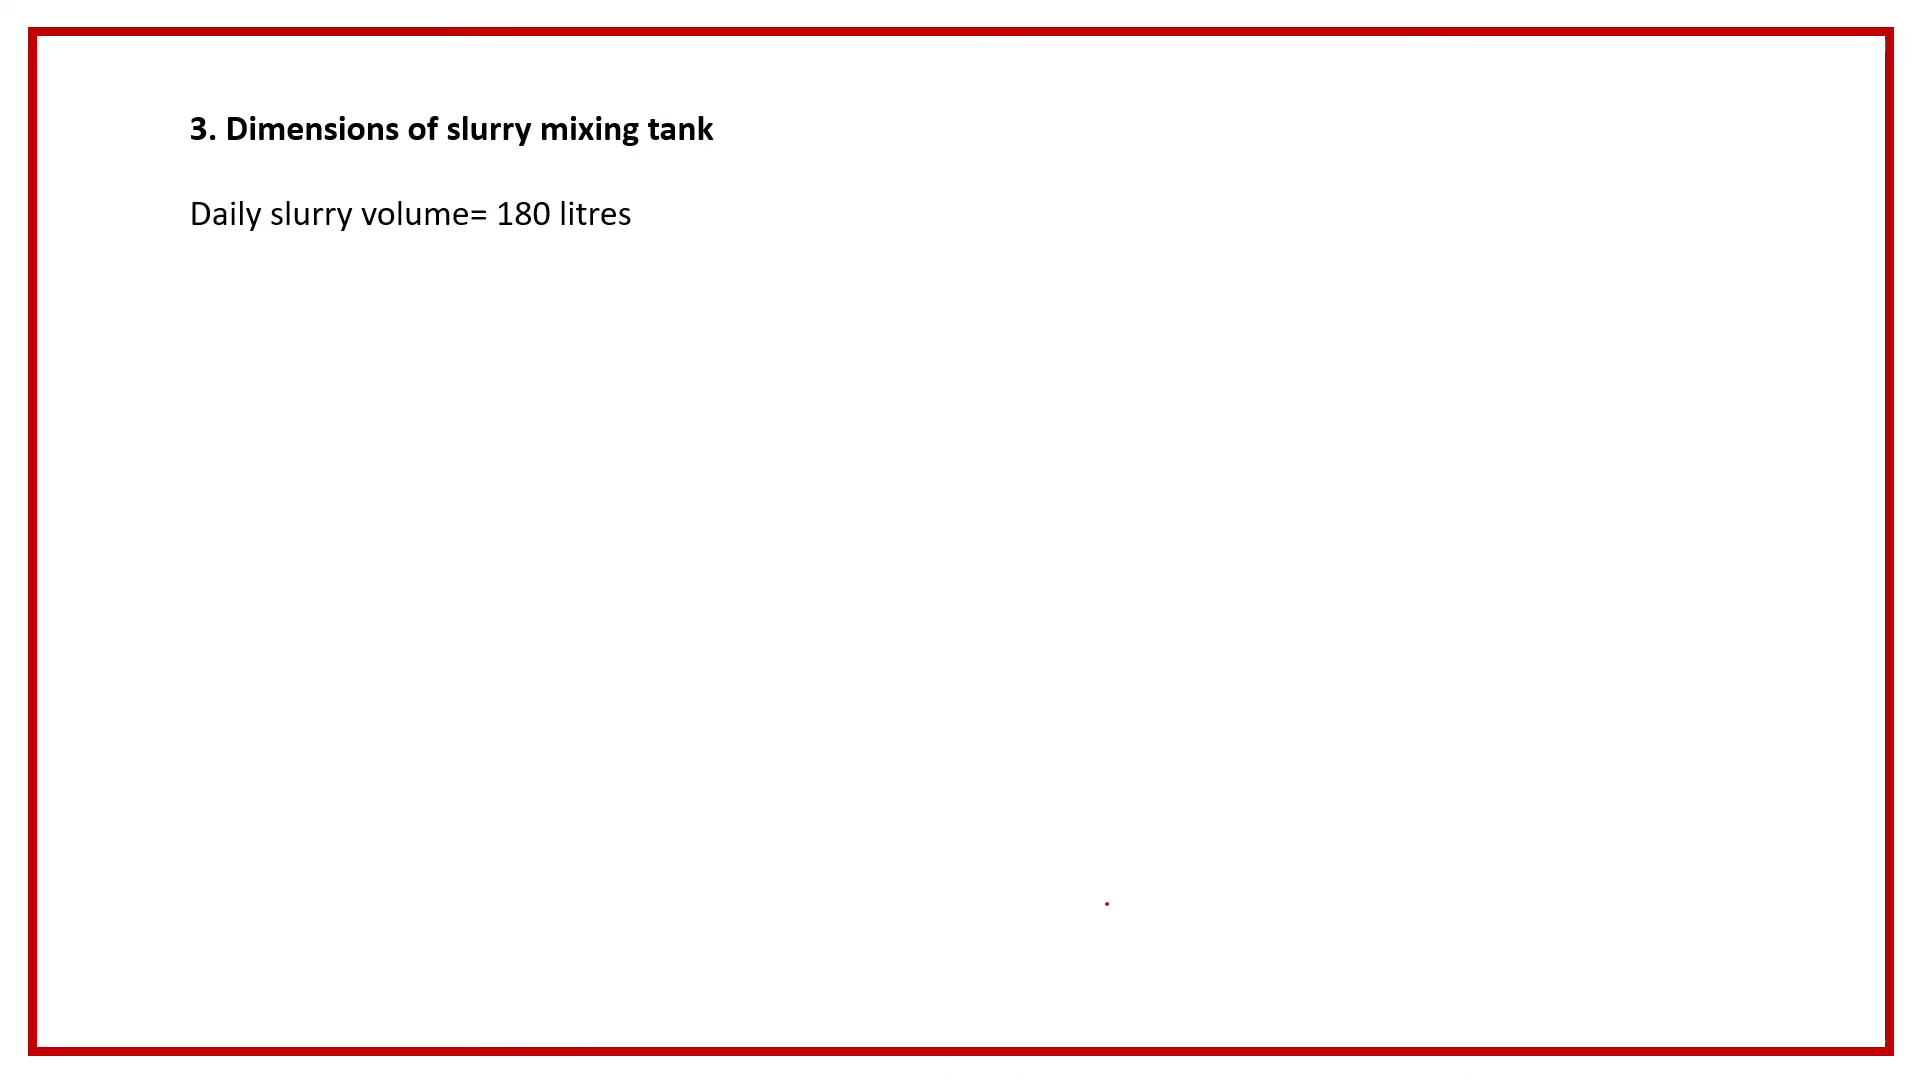 3. Dimensions of slurry mixing tank
Daily slurry volume= 180 litres